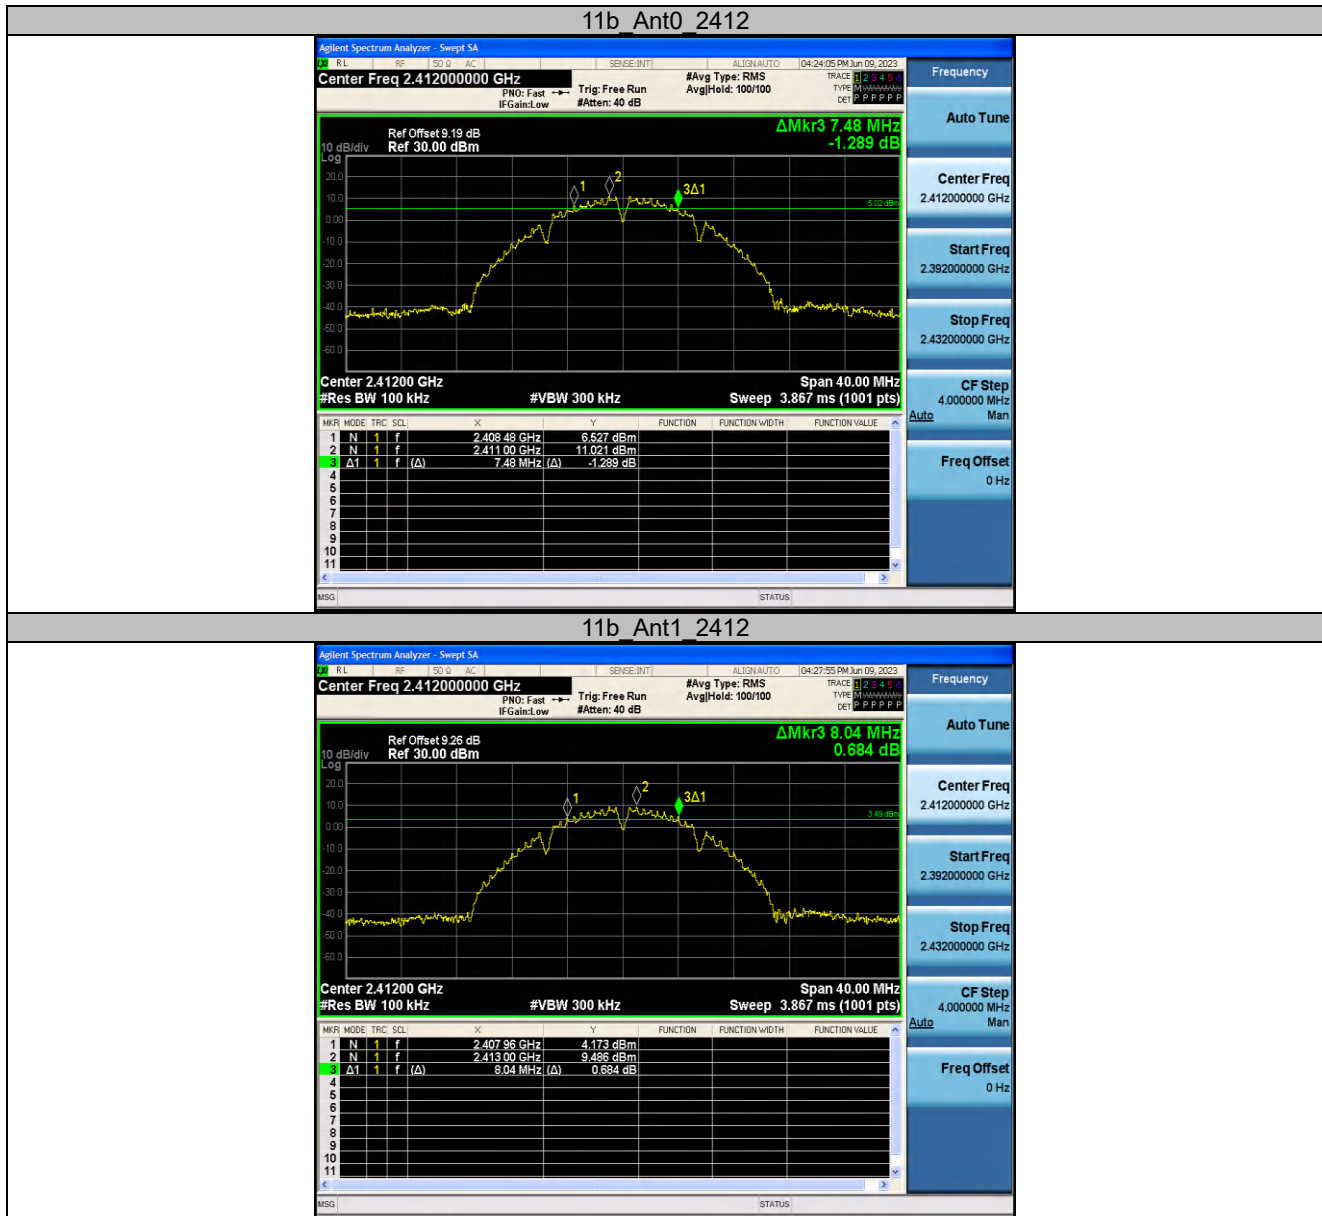 11b_Ant0_2412
Agilent Spectrum Analyzer - Swept SA
LXI RL RF 50 Ω AC SENSE:INT ALIGNAUTO 04:24:05 PM Jun 09, 2023
Center Freq 2.412000000 GHz #Avg Type: RMS TRACE 1 2 3 4 5 6
PNO: Fast Trig: Free Run Avg|Hold: 100/100 TYPE M
IFGain:Low #Atten: 40 dB DET P P P P P P
Frequency
Auto Tune
Center Freq
2.412000000 GHz
Start Freq
2.392000000 GHz
Stop Freq
2.432000000 GHz
CF Step
4.000000 MHz
Auto Man
Freq Offset
0 Hz
ΔMkr3 7.48 MHz
-1.289 dB
Ref Offset 9.19 dB
10 dB/div Ref 30.00 dBm
Log
20.0
10.0
0.00
-10.0
-20.0
-30.0
-40.0
-50.0
-60.0
1 2 3Δ1
5.02 dBm
Center 2.41200 GHz Span 40.00 MHz
#Res BW 100 kHz #VBW 300 kHz Sweep 3.867 ms (1001 pts)
MKR MODE TRC SCL X Y FUNCTION FUNCTION WIDTH FUNCTION VALUE
1 N 1 f 2.408 48 GHz 6.527 dBm
2 N 1 f 2.411 00 GHz 11.021 dBm
3 Δ1 1 f (Δ) 7.48 MHz (Δ) -1.289 dB
4
5
6
7
8
9
10
11
MSG STATUS
11b_Ant1_2412
Agilent Spectrum Analyzer - Swept SA
LXI RL RF 50 Ω AC SENSE:INT ALIGNAUTO 04:27:55 PM Jun 09, 2023
Center Freq 2.412000000 GHz #Avg Type: RMS TRACE 1 2 3 4 5 6
PNO: Fast Trig: Free Run Avg|Hold: 100/100 TYPE M
IFGain:Low #Atten: 40 dB DET P P P P P P
Frequency
Auto Tune
Center Freq
2.412000000 GHz
Start Freq
2.392000000 GHz
Stop Freq
2.432000000 GHz
CF Step
4.000000 MHz
Auto Man
Freq Offset
0 Hz
ΔMkr3 8.04 MHz
0.684 dB
Ref Offset 9.26 dB
10 dB/div Ref 30.00 dBm
Log
20.0
10.0
0.00
-10.0
-20.0
-30.0
-40.0
-50.0
-60.0
1 2 3Δ1
3.49 dBm
Center 2.41200 GHz Span 40.00 MHz
#Res BW 100 kHz #VBW 300 kHz Sweep 3.867 ms (1001 pts)
MKR MODE TRC SCL X Y FUNCTION FUNCTION WIDTH FUNCTION VALUE
1 N 1 f 2.407 96 GHz 4.173 dBm
2 N 1 f 2.413 00 GHz 9.486 dBm
3 Δ1 1 f (Δ) 8.04 MHz (Δ) 0.684 dB
4
5
6
7
8
9
10
11
MSG STATUS